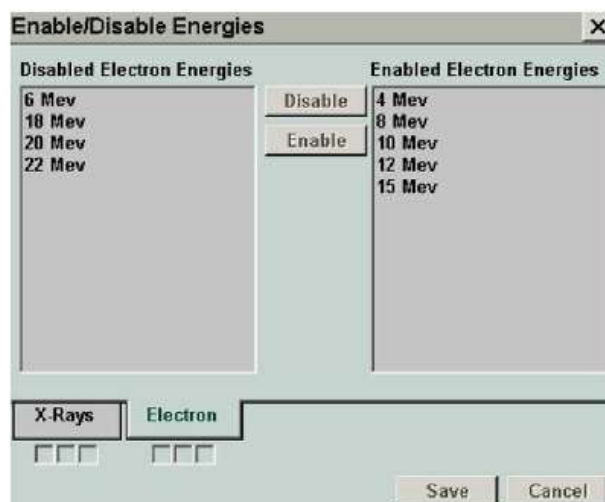 Enable/Disable Energies
Disabled Electron Energies
6 Mev
18 Mev
20 Mev
22 Mev
Disable
Enable
Enabled Electron Energies
4 Mev
8 Mev
10 Mev
12 Mev
15 Mev
X-Rays
Electron
Save
Cancel